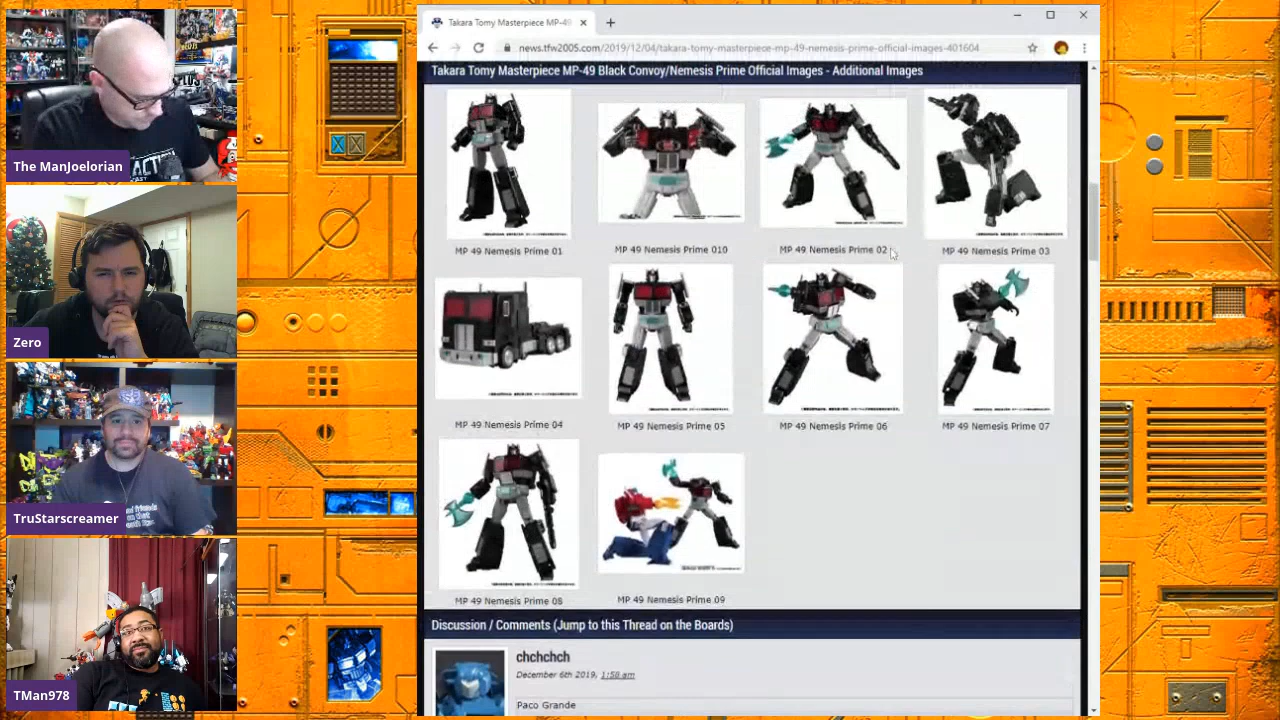 The ManJoelorian
Zero
TruStarscreamer
TMan978
Takara Tomy Masterpiece MP-49
news.tfw2005.com/2019/12/04/takara-tomy-masterpiece-mp-49-nemesis-prime-official-images-401604
Takara Tomy Masterpiece MP-49 Black Convoy/Nemesis Prime Official Images - Additional Images
MP 49 Nemesis Prime 01
MP 49 Nemesis Prime 010
MP 49 Nemesis Prime 02
MP 49 Nemesis Prime 03
MP 49 Nemesis Prime 04
MP 49 Nemesis Prime 05
MP 49 Nemesis Prime 06
MP 49 Nemesis Prime 07
MP 49 Nemesis Prime 08
MP 49 Nemesis Prime 09
Discussion / Comments (Jump to this Thread on the Boards)
chchchch
December 6th 2019, 1:58 am
Paco Grande